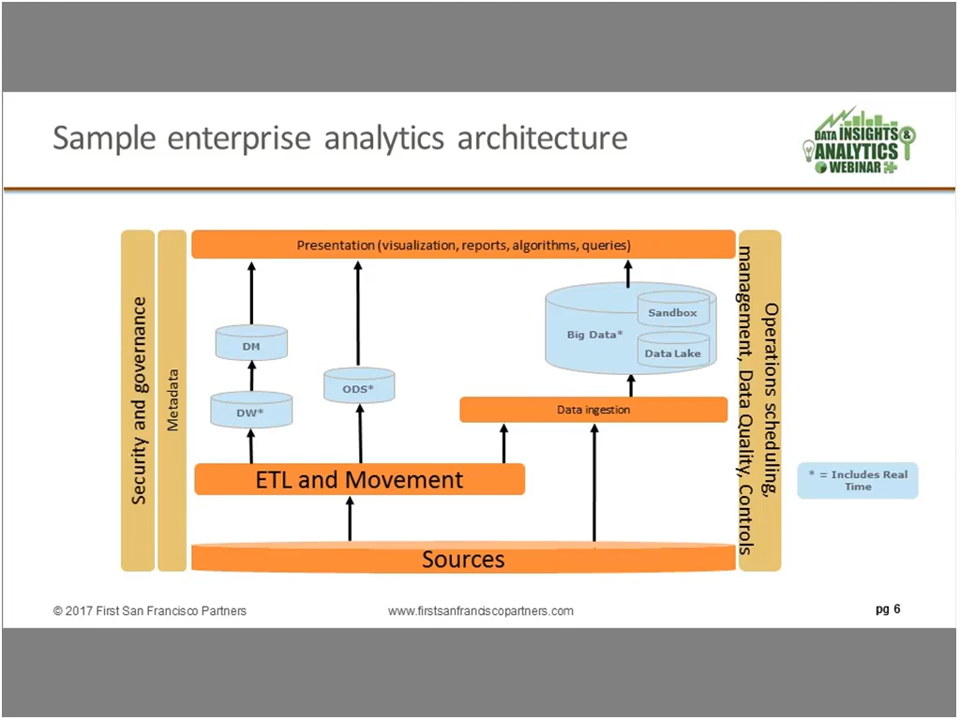 Sample enterprise analytics architecture
DATA INSIGHTS &
ANALYTICS
WEBINAR
Presentation (visualization, reports, algorithms, queries)
Security and governance
Metadata
Operations scheduling,
management, Data Quality, Controls
DM
DW*
ODS*
Big Data*
Sandbox
Data Lake
Data ingestion
ETL and Movement
Sources
* = Includes Real
Time
© 2017 First San Francisco Partners
www.firstsanfranciscopartners.com
pg 6